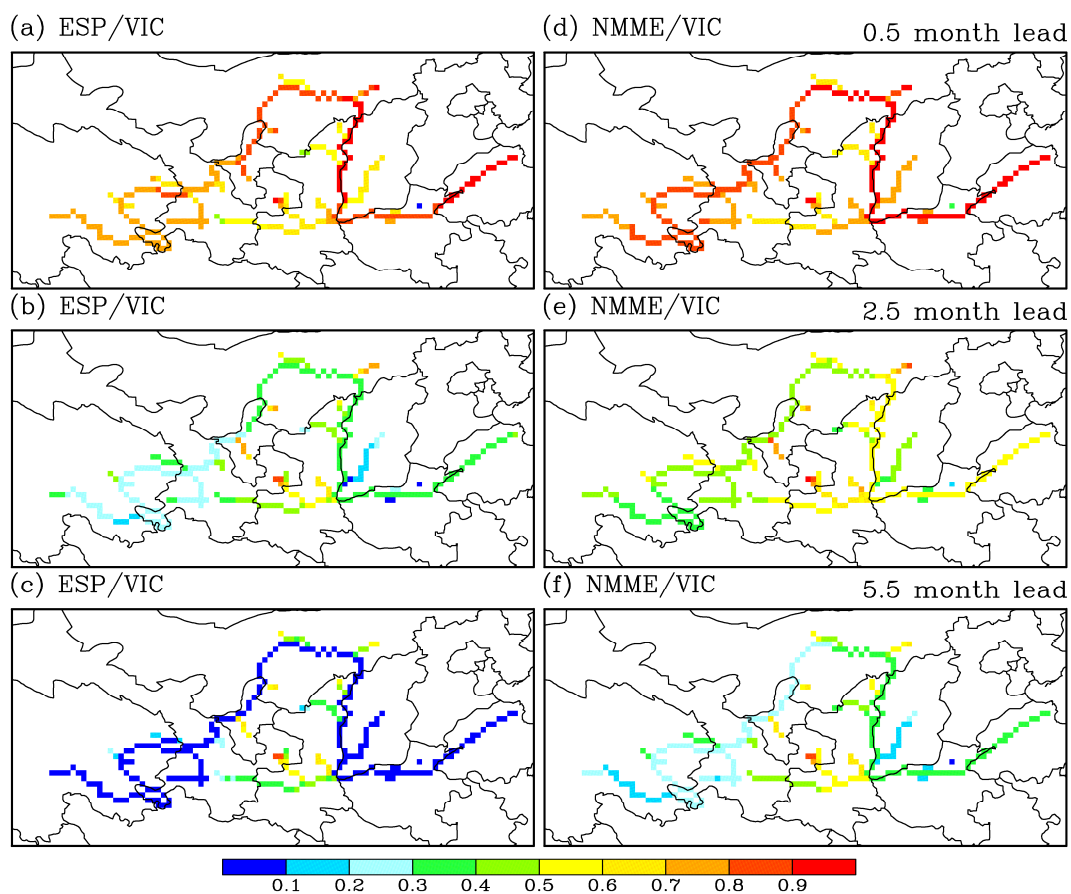 (a) ESP/VIC
(d) NMME/VIC 0.5 month lead
(b) ESP/VIC
(e) NMME/VIC 2.5 month lead
(c) ESP/VIC
(f) NMME/VIC 5.5 month lead
0.1 0.2 0.3 0.4 0.5 0.6 0.7 0.8 0.9